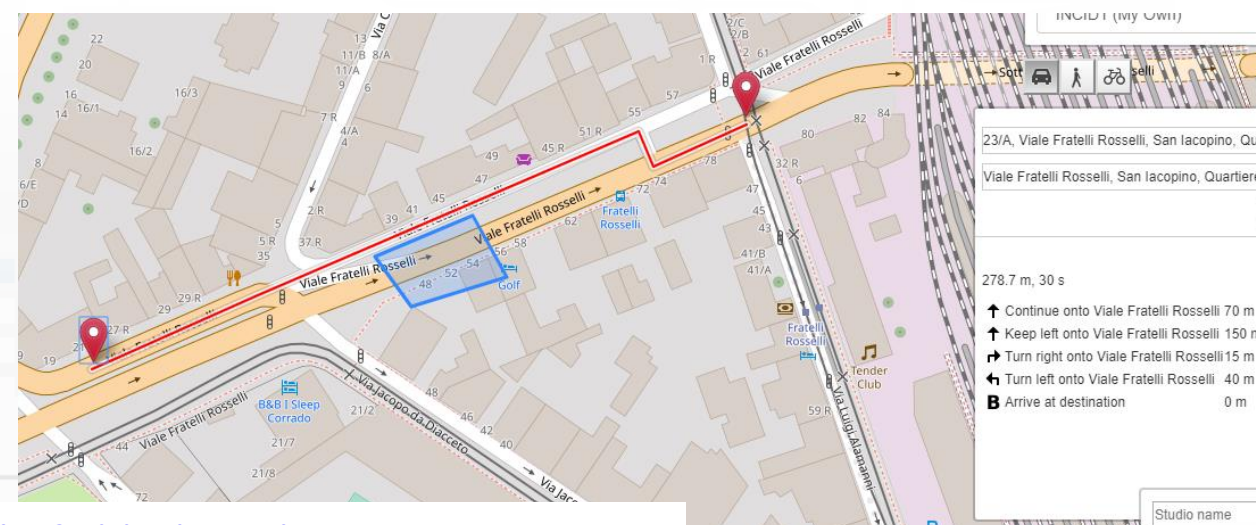 INCIDT (My Own)
22
20
16
16/1
14
16/3
16/2
8
11/B
8/A
11/A
9
6
7 R
4/A
4
5
2/R
5 R
37 R
35
39
41
45
49
45 R
51 R
55
57
1 R
2/C
2/B
2
61
Viale Fratelli Rosselli
80
82
84
32 R
6
78
74
72
62
58
56
54
52
48
47
45
43
41/B
41/A
Viale Fratelli Rosselli
Viale Fratelli Rosselli
Viale Fratelli Rosselli
Fratelli
Rosselli
Golf
29 R
29
27 R
19
B&B I Sleep
Corrado
21/2
21/7
21/8
44
72
48
46
42
40
Via Jacopo da Diacceto
Via Jac
Fratelli
Rosselli
Tender
Club
59 R
Via Luigi Alamanni
23/A, Viale Fratelli Rosselli, San Iacopino, Qu
Viale Fratelli Rosselli, San Iacopino, Quartiere
278.7 m, 30 s
Continue onto Viale Fratelli Rosselli 70 m
Keep left onto Viale Fratelli Rosselli 150 m
Turn right onto Viale Fratelli Rosselli 15 m
Turn left onto Viale Fratelli Rosselli 40 m
B Arrive at destination 0 m
Studio name